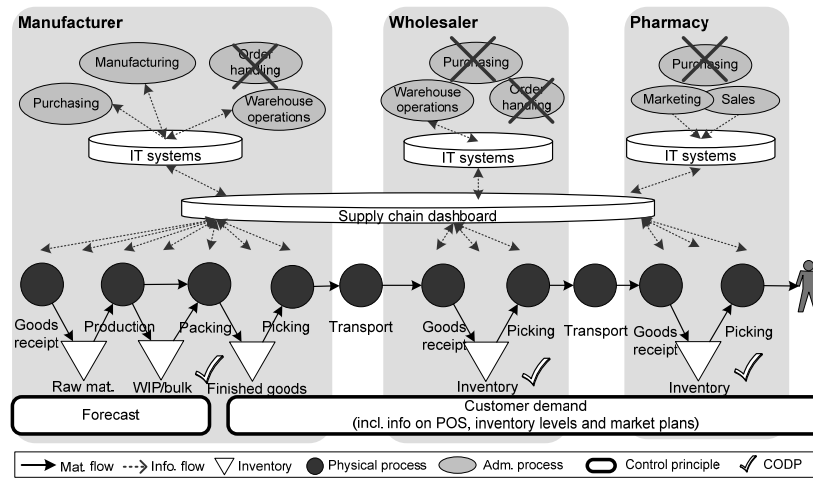 Manufacturer
Wholesaler
Pharmacy
Manufacturing
Order
handling
Purchasing
Warehouse
operations
Purchasing
Warehouse
operations
Order
handling
Purchasing
Marketing
Sales
IT systems
IT systems
IT systems
Supply chain dashboard
Goods
receipt
Production
Packing
Picking
Transport
Goods
receipt
Picking
Transport
Goods
receipt
Picking
Raw mat.
WIP/bulk
Finished goods
Inventory
Inventory
Forecast
Customer demand
(incl. info on POS, inventory levels and market plans)
Mat. flow
Info. flow
Inventory
Physical process
Adm. process
Control principle
CODP